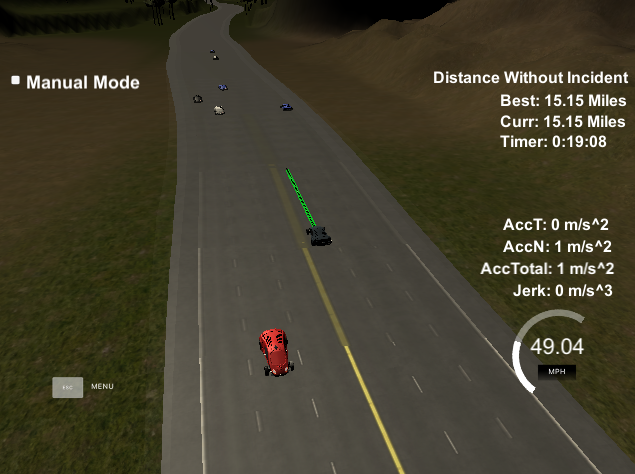 Manual Mode
Distance Without Incident
Best: 15.15 Miles
Curr: 15.15 Miles
Timer: 0:19:08
AccT: 0 m/s^2
AccN: 1 m/s^2
AccTotal: 1 m/s^2
Jerk: 0 m/s^3
49.04
MPH
ESC MENU